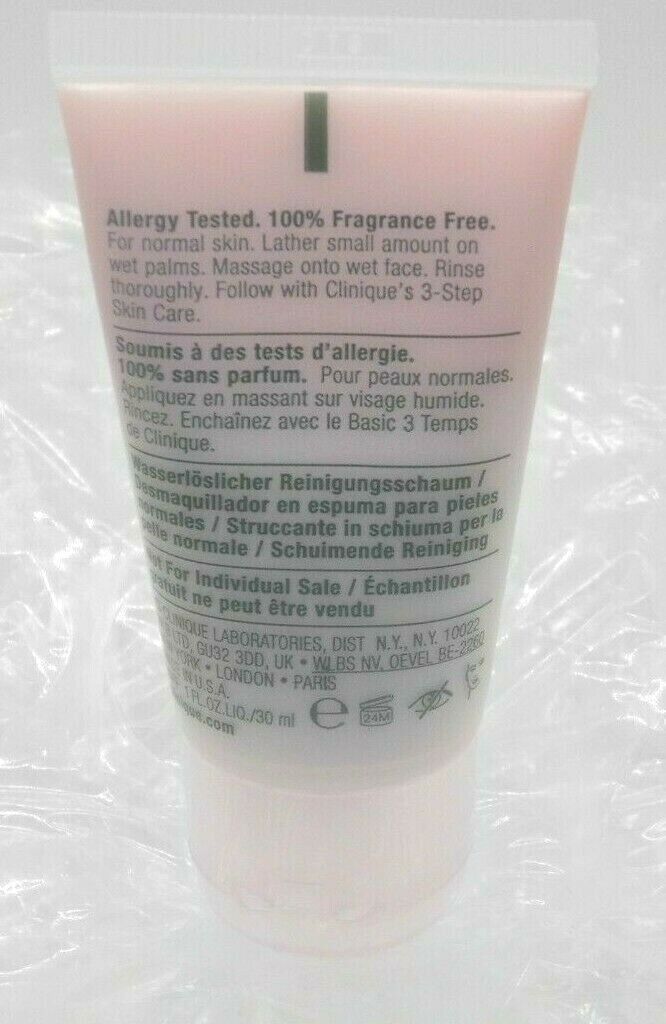 Allergy Tested. 100% Fragrance Free.
For normal skin. Lather small amount on
wet palms. Massage onto wet face. Rinse
thoroughly. Follow with Clinique's 3-Step
Skin Care.
Soumis à des tests d'allergie.
100% sans parfum. Pour peaux normales.
Appliquez en massant sur visage humide.
Rincez. Enchaînez avec le Basic 3 Temps
de Clinique.
Wasserlöslicher Reinigungsschaum /
Desmaquillador en espuma para pieles
normales / Struccante in schiuma per la
pelle normale / Schuimende Reiniging
For Individual Sale / Échantillon
ne peut être vendu
CLINIQUE LABORATORIES, DIST N.Y., N.Y. 10022
LTD, GU32 3DD, UK • WLBS NV, OEVEL BE-2260
• LONDON • PARIS
IN U.S.A.
1 FL.OZ.LIQ./30 ml e 24M